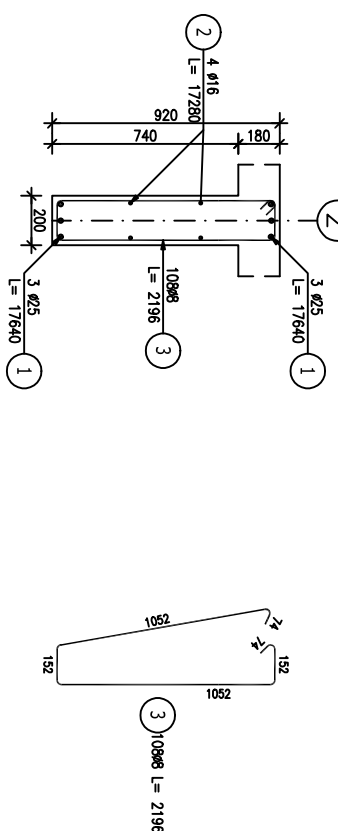 2
4 ø16
L= 17280
920
740
180
200
Z
3 ø25
L= 17640
1
108ø8
L= 2196
3
3 ø25
L= 17640
1
1052
74
74
152
152
1052
3
108ø8 L= 2196